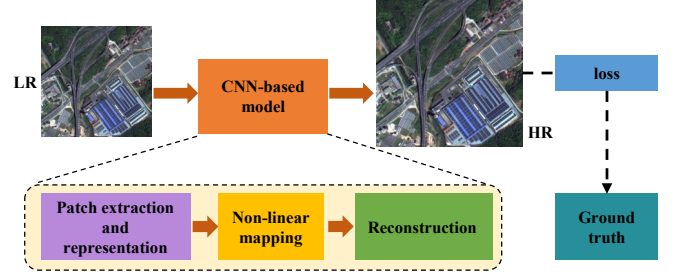 LR
CNN-based
model
HR
loss
Patch extraction
and
representation
Non-linear
mapping
Reconstruction
Ground
truth